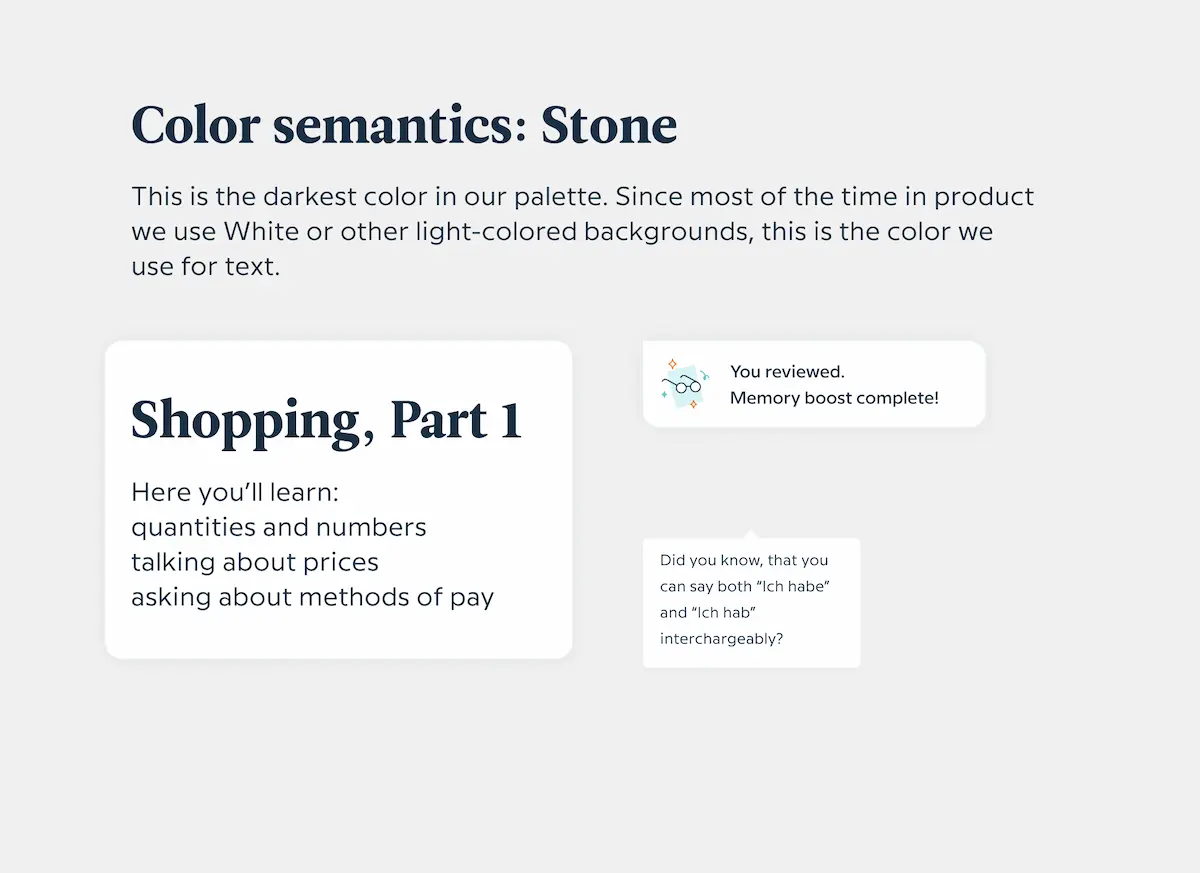 Color semantics: Stone
This is the darkest color in our palette. Since most of the time in product
we use White or other light-colored backgrounds, this is the color we
use for text.
Shopping, Part 1
Here you’ll learn:
quantities and numbers
talking about prices
asking about methods of pay
You reviewed.
Memory boost complete!
Did you know, that you
can say both “Ich habe”
and “Ich hab”
interchargeably?